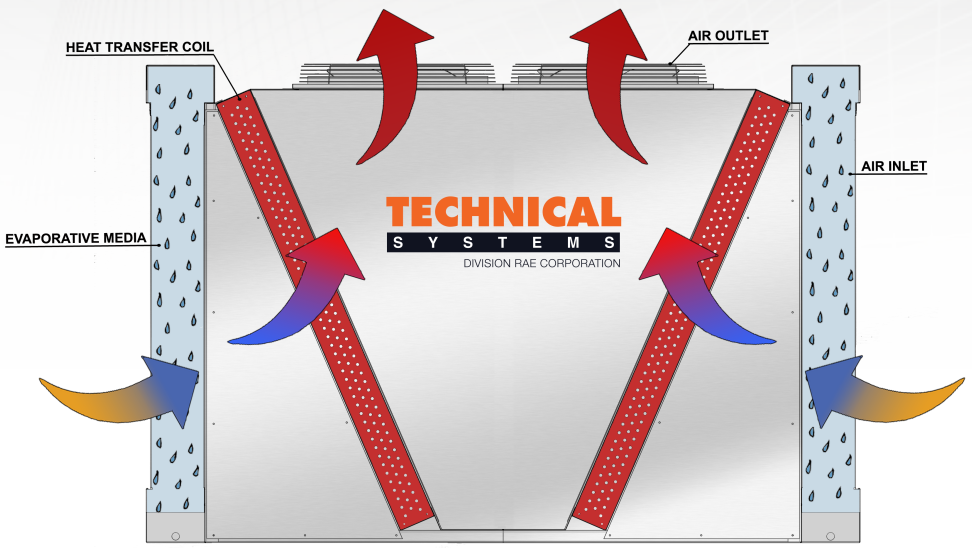 HEAT TRANSFER COIL
AIR OUTLET
AIR INLET
TECHNICAL
SYSTEMS
DIVISION RAE CORPORATION
EVAPORATIVE MEDIA